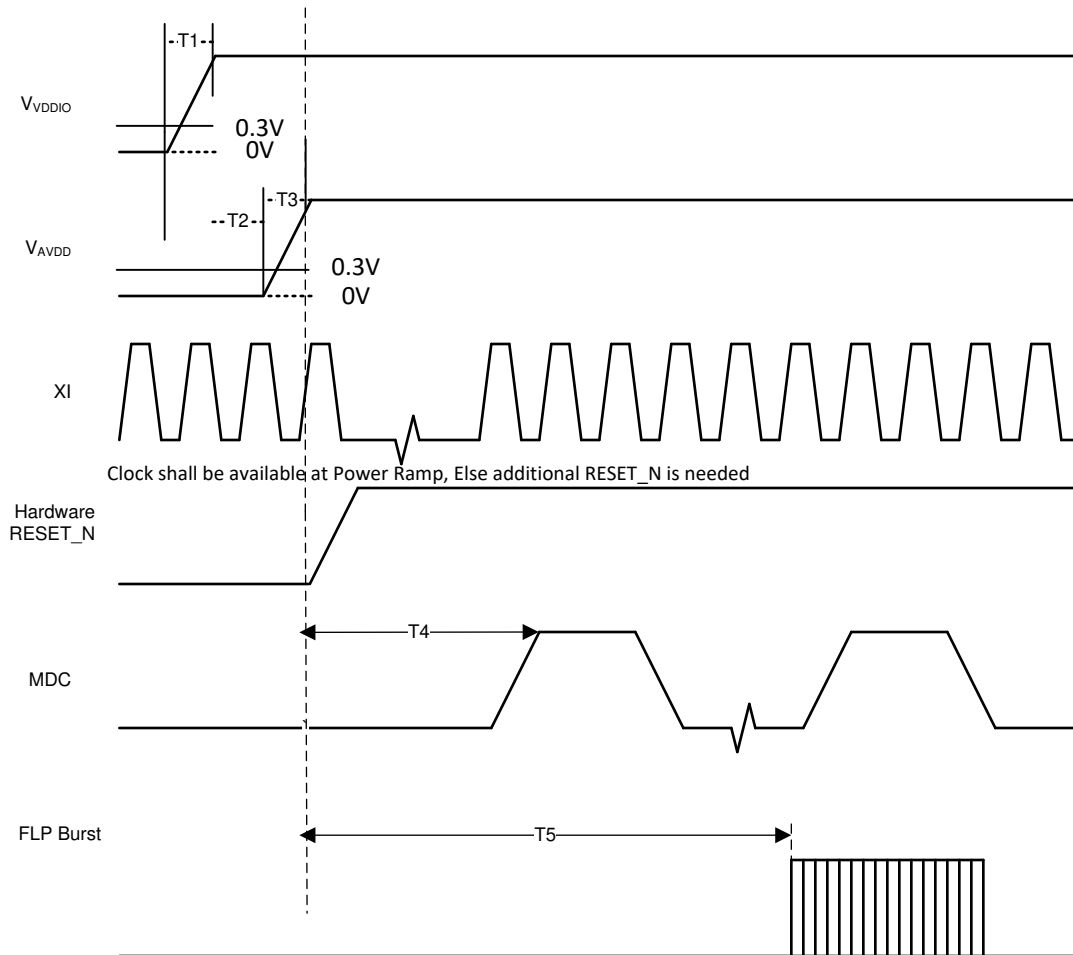 T1
VVDDIO
0.3V
0V
T3
T2
VAVDD
0.3V
0V
XI
Clock shall be available at Power Ramp, Else additional RESET_N is needed
Hardware
RESET_N
T4
MDC
FLP Burst
T5